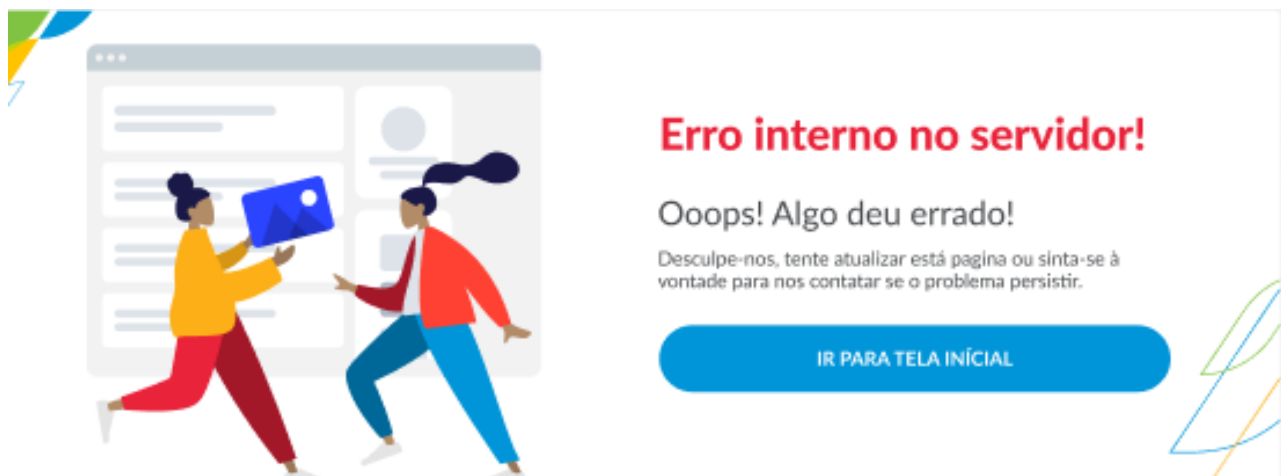 Erro interno no servidor!
Ooops! Algo deu errado!
Desculpe-nos, tente atualizar está pagina ou sinta-se à
vontade para nos contatar se o problema persistir.
IR PARA TELA INÍCIAL